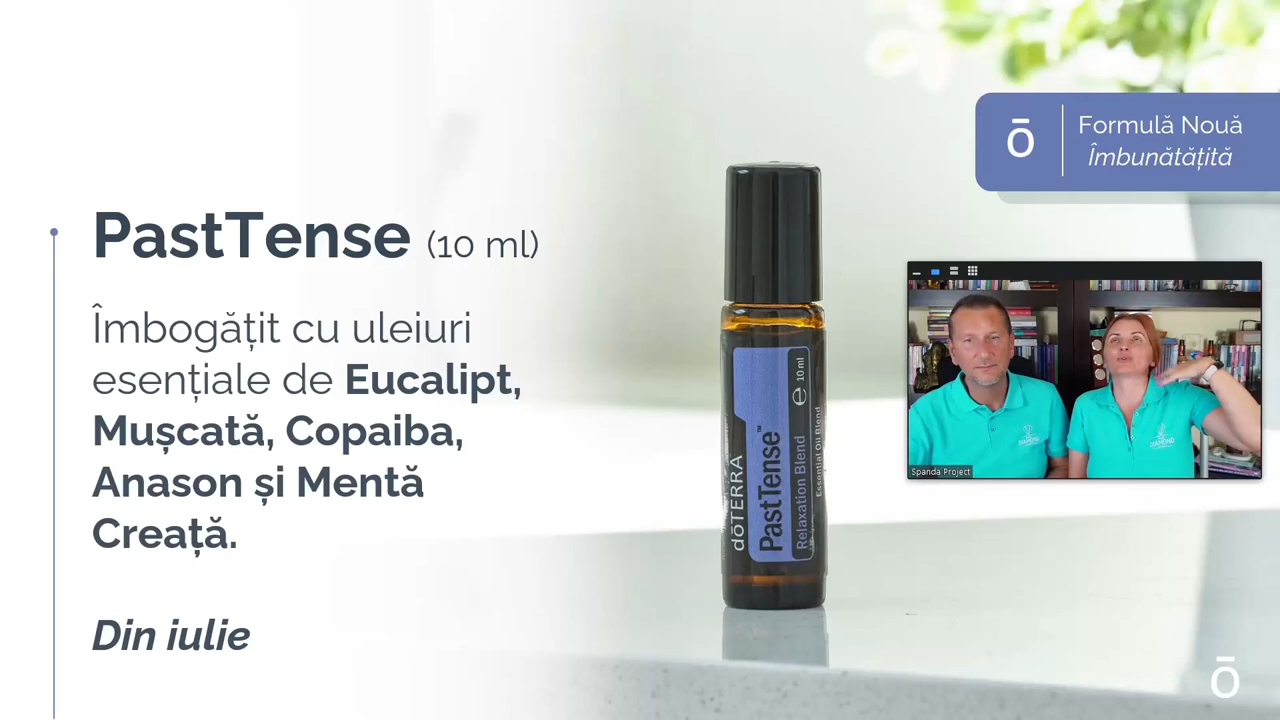 Formulă Nouă
Îmbunătățită
PastTense (10 ml)
Îmbogățit cu uleiuri
esențiale de Eucalipt,
Mușcată, Copaiba,
Anason și Mentă
Creață.
Din iulie
dōTERRA
PastTense™
Relaxation Blend
℮ 10 ml
Essential Oil Blend
DIAMOND
Spanda Project
ō
ō